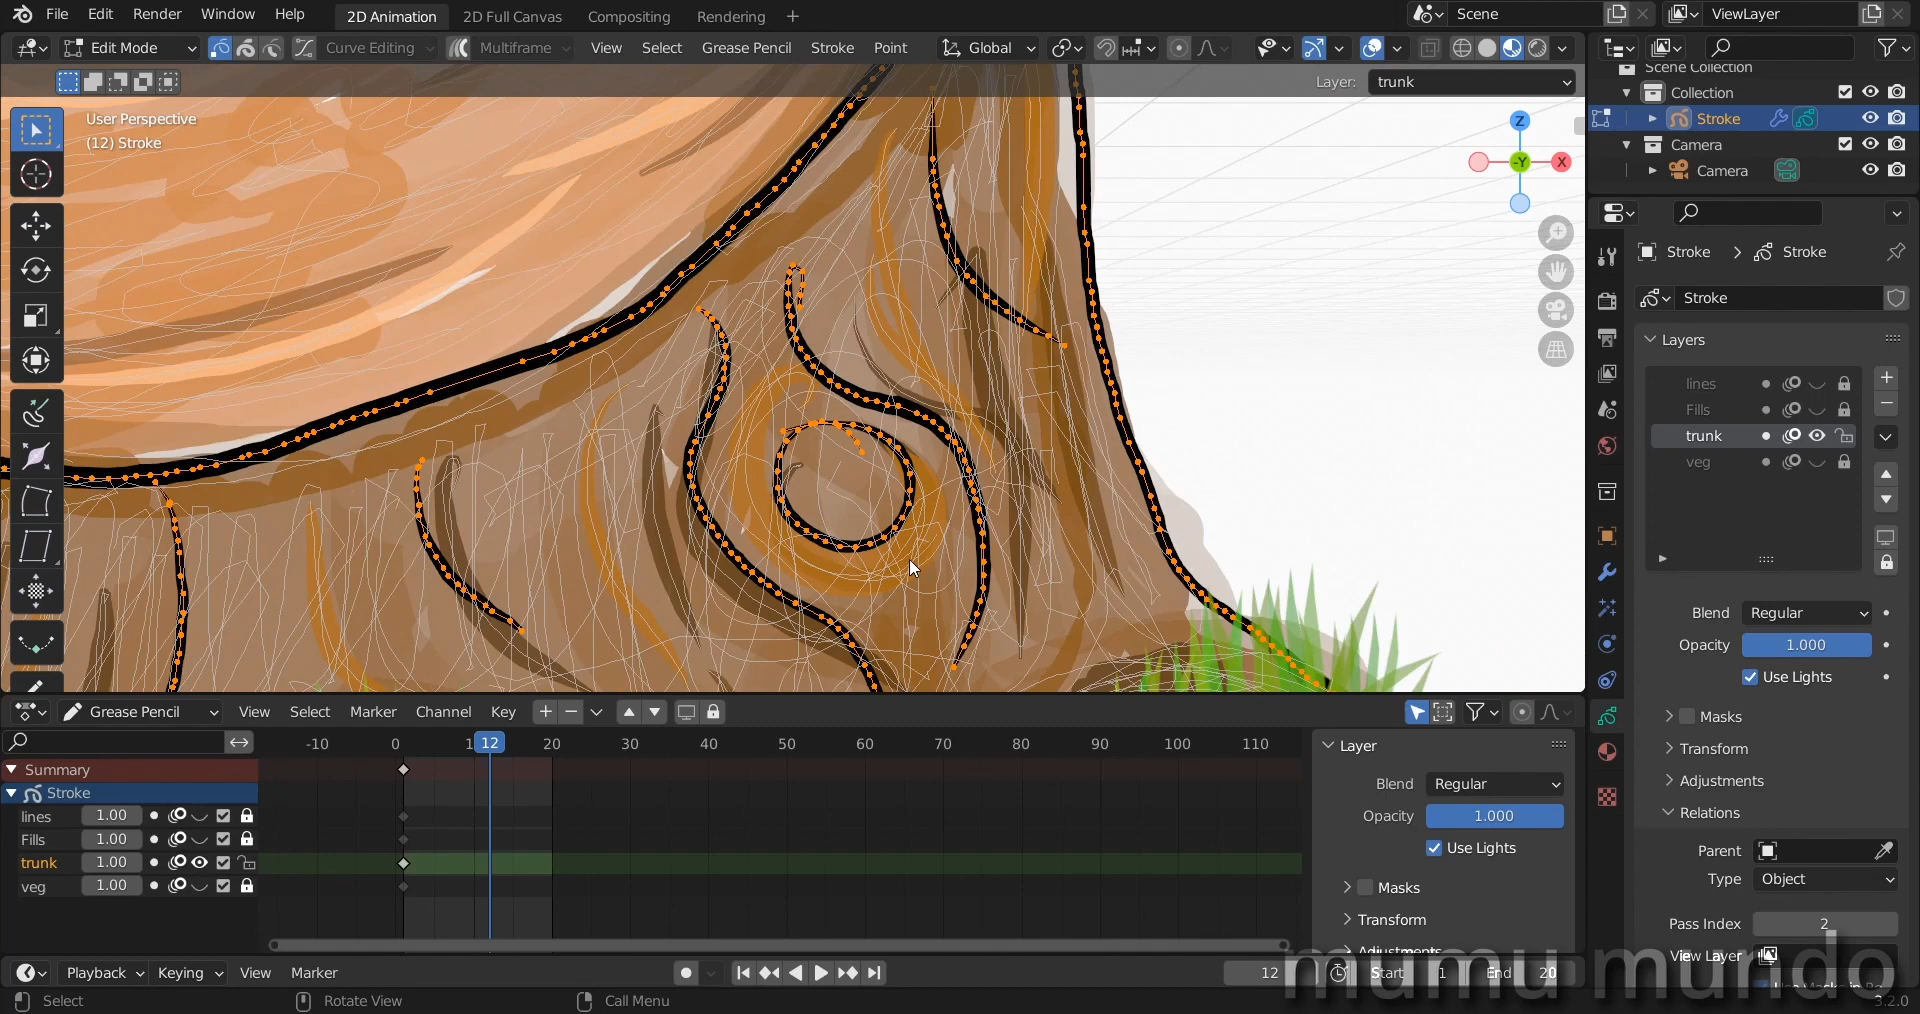 File Edit Render Window Help 2D Animation 2D Full Canvas Compositing Rendering Scene ViewLayer
Edit Mode Curve Editing Multiframe View Select Grease Pencil Stroke Point Global
Layer: trunk
User Perspective
(12) Stroke
Z
-Y
X
Scene Collection
Collection
Stroke
Camera
Camera
Stroke Stroke
Stroke
Layers
lines
Fills
trunk
veg
Blend Regular
Opacity 1.000
Use Lights
Masks
Transform
Adjustments
Relations
Parent
Type Object
Pass Index 2
View Layer
Grease Pencil View Select Marker Channel Key
-10 0 1 12 20 30 40 50 60 70 80 90 100 110
Summary
Stroke
lines 1.00
Fills 1.00
trunk 1.00
veg 1.00
Layer
Blend Regular
Opacity 1.000
Use Lights
Masks
Transform
Adjustments
Playback Keying View Marker 12 Start 1 End 20
mumu mundo
Select Rotate View Call Menu 3.2.0